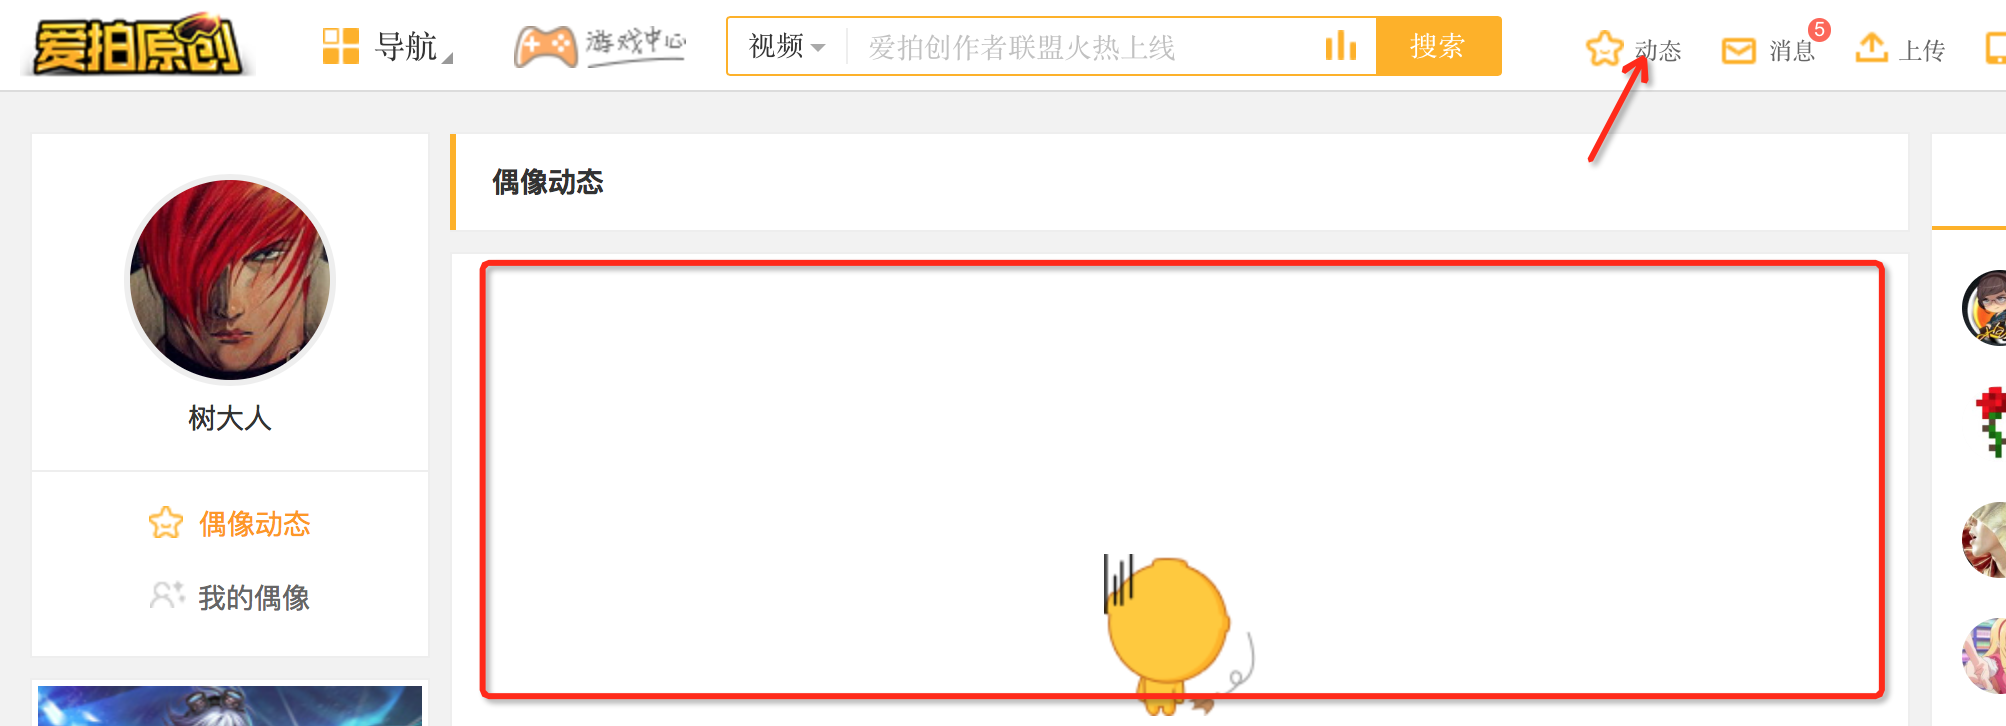 爱拍原创
导航
游戏中心
视频
爱拍创作者联盟火热上线
搜索
动态
消息
5
上传
偶像动态
树大人
偶像动态
我的偶像